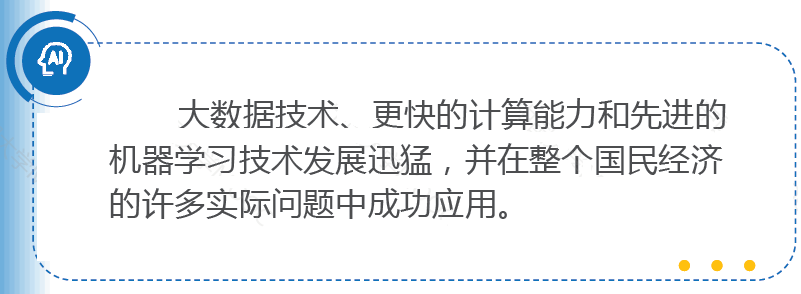 AI
大数据技术、更快的计算能力和先进的
机器学习技术发展迅猛，并在整个国民经济
的许多实际问题中成功应用。